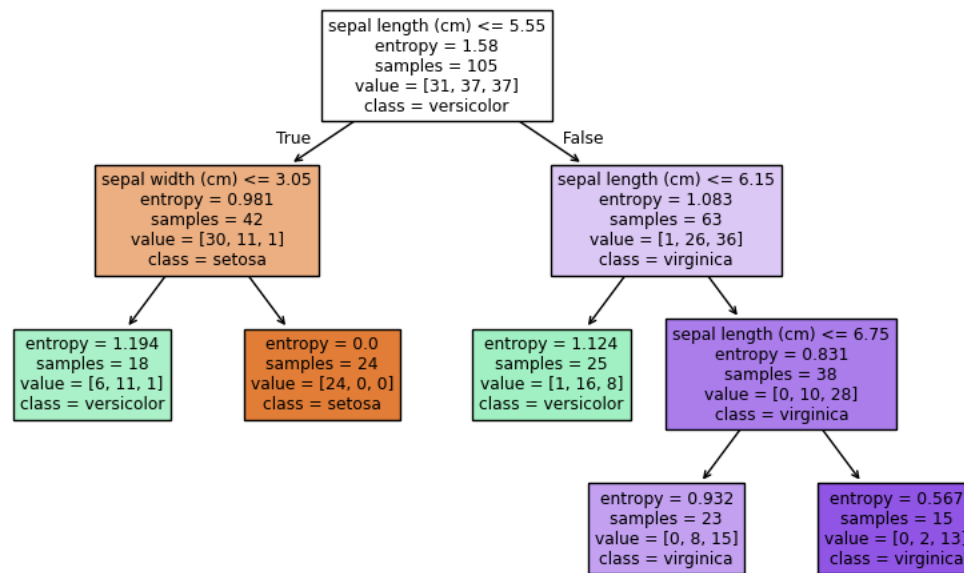 sepal length (cm) <= 5.55
entropy = 1.58
samples = 105
value = [31, 37, 37]
class = versicolor
True
False
sepal width (cm) <= 3.05
entropy = 0.981
samples = 42
value = [30, 11, 1]
class = setosa
sepal length (cm) <= 6.15
entropy = 1.083
samples = 63
value = [1, 26, 36]
class = virginica
entropy = 1.194
samples = 18
value = [6, 11, 1]
class = versicolor
entropy = 0.0
samples = 24
value = [24, 0, 0]
class = setosa
entropy = 1.124
samples = 25
value = [1, 16, 8]
class = versicolor
sepal length (cm) <= 6.75
entropy = 0.831
samples = 38
value = [0, 10, 28]
class = virginica
entropy = 0.932
samples = 23
value = [0, 8, 15]
class = virginica
entropy = 0.567
samples = 15
value = [0, 2, 13]
class = virginica